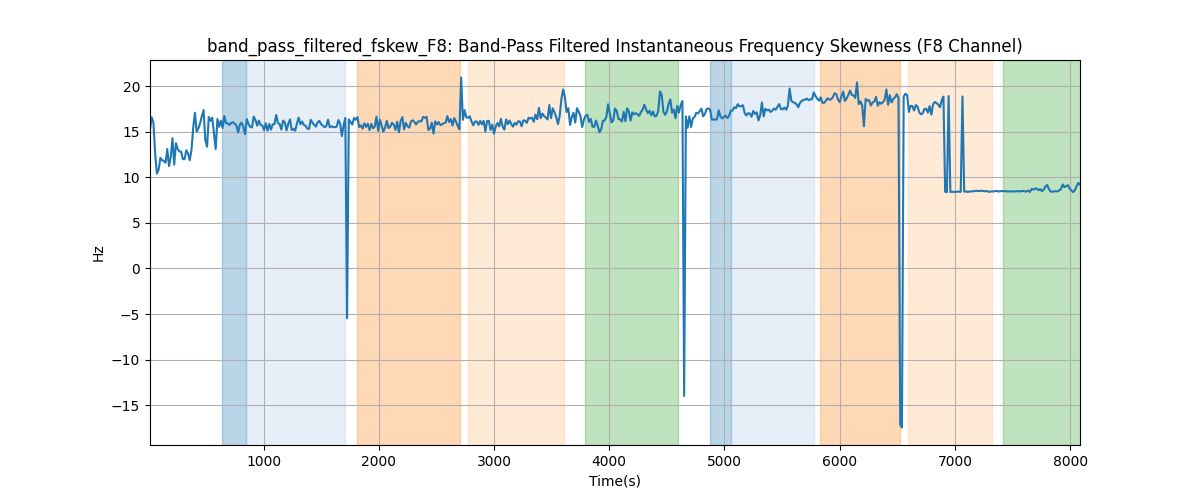 band_pass_filtered_fskew_F8: Band-Pass Filtered Instantaneous Frequency Skewness (F8 Channel)
20
15
10
5
0
−5
−10
−15
Hz
1000 2000 3000 4000 5000 6000 7000 8000
Time(s)